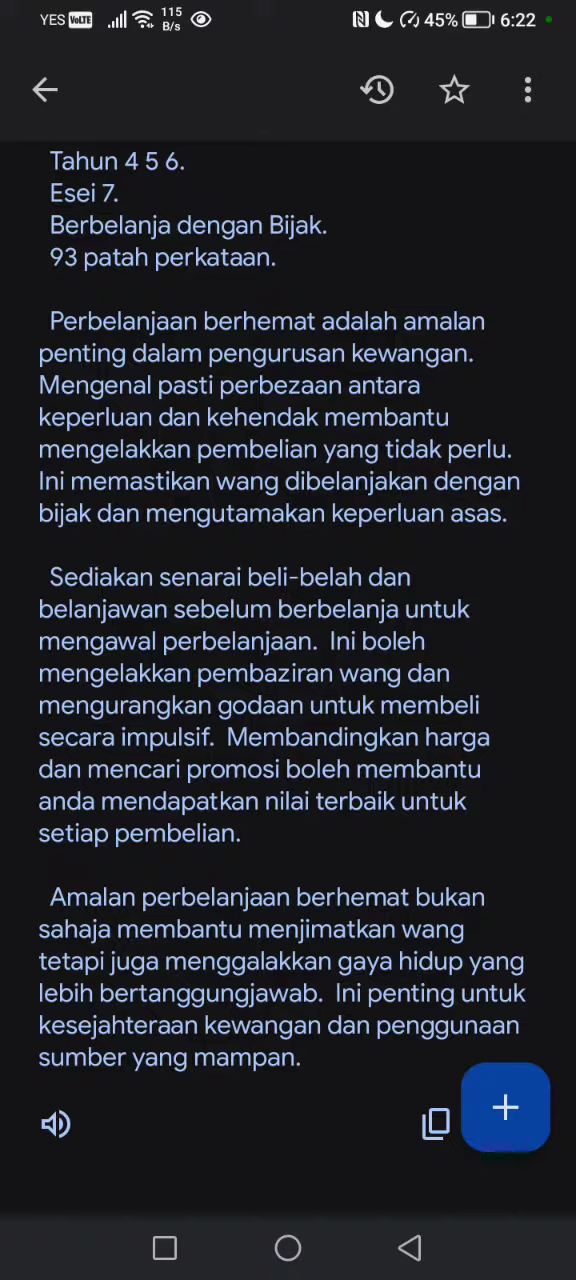 YES VoLTE 115 B/s 45% 6:22
Tahun 4 5 6.
Esei 7.
Berbelanja dengan Bijak.
93 patah perkataan.
Perbelanjaan berhemat adalah amalan
penting dalam pengurusan kewangan.
Mengenal pasti perbezaan antara
keperluan dan kehendak membantu
mengelakkan pembelian yang tidak perlu.
Ini memastikan wang dibelanjakan dengan
bijak dan mengutamakan keperluan asas.
Sediakan senarai beli-belah dan
belanjawan sebelum berbelanja untuk
mengawal perbelanjaan.  Ini boleh
mengelakkan pembaziran wang dan
mengurangkan godaan untuk membeli
secara impulsif.  Membandingkan harga
dan mencari promosi boleh membantu
anda mendapatkan nilai terbaik untuk
setiap pembelian.
Amalan perbelanjaan berhemat bukan
sahaja membantu menjimatkan wang
tetapi juga menggalakkan gaya hidup yang
lebih bertanggungjawab.  Ini penting untuk
kesejahteraan kewangan dan penggunaan
sumber yang mampan.